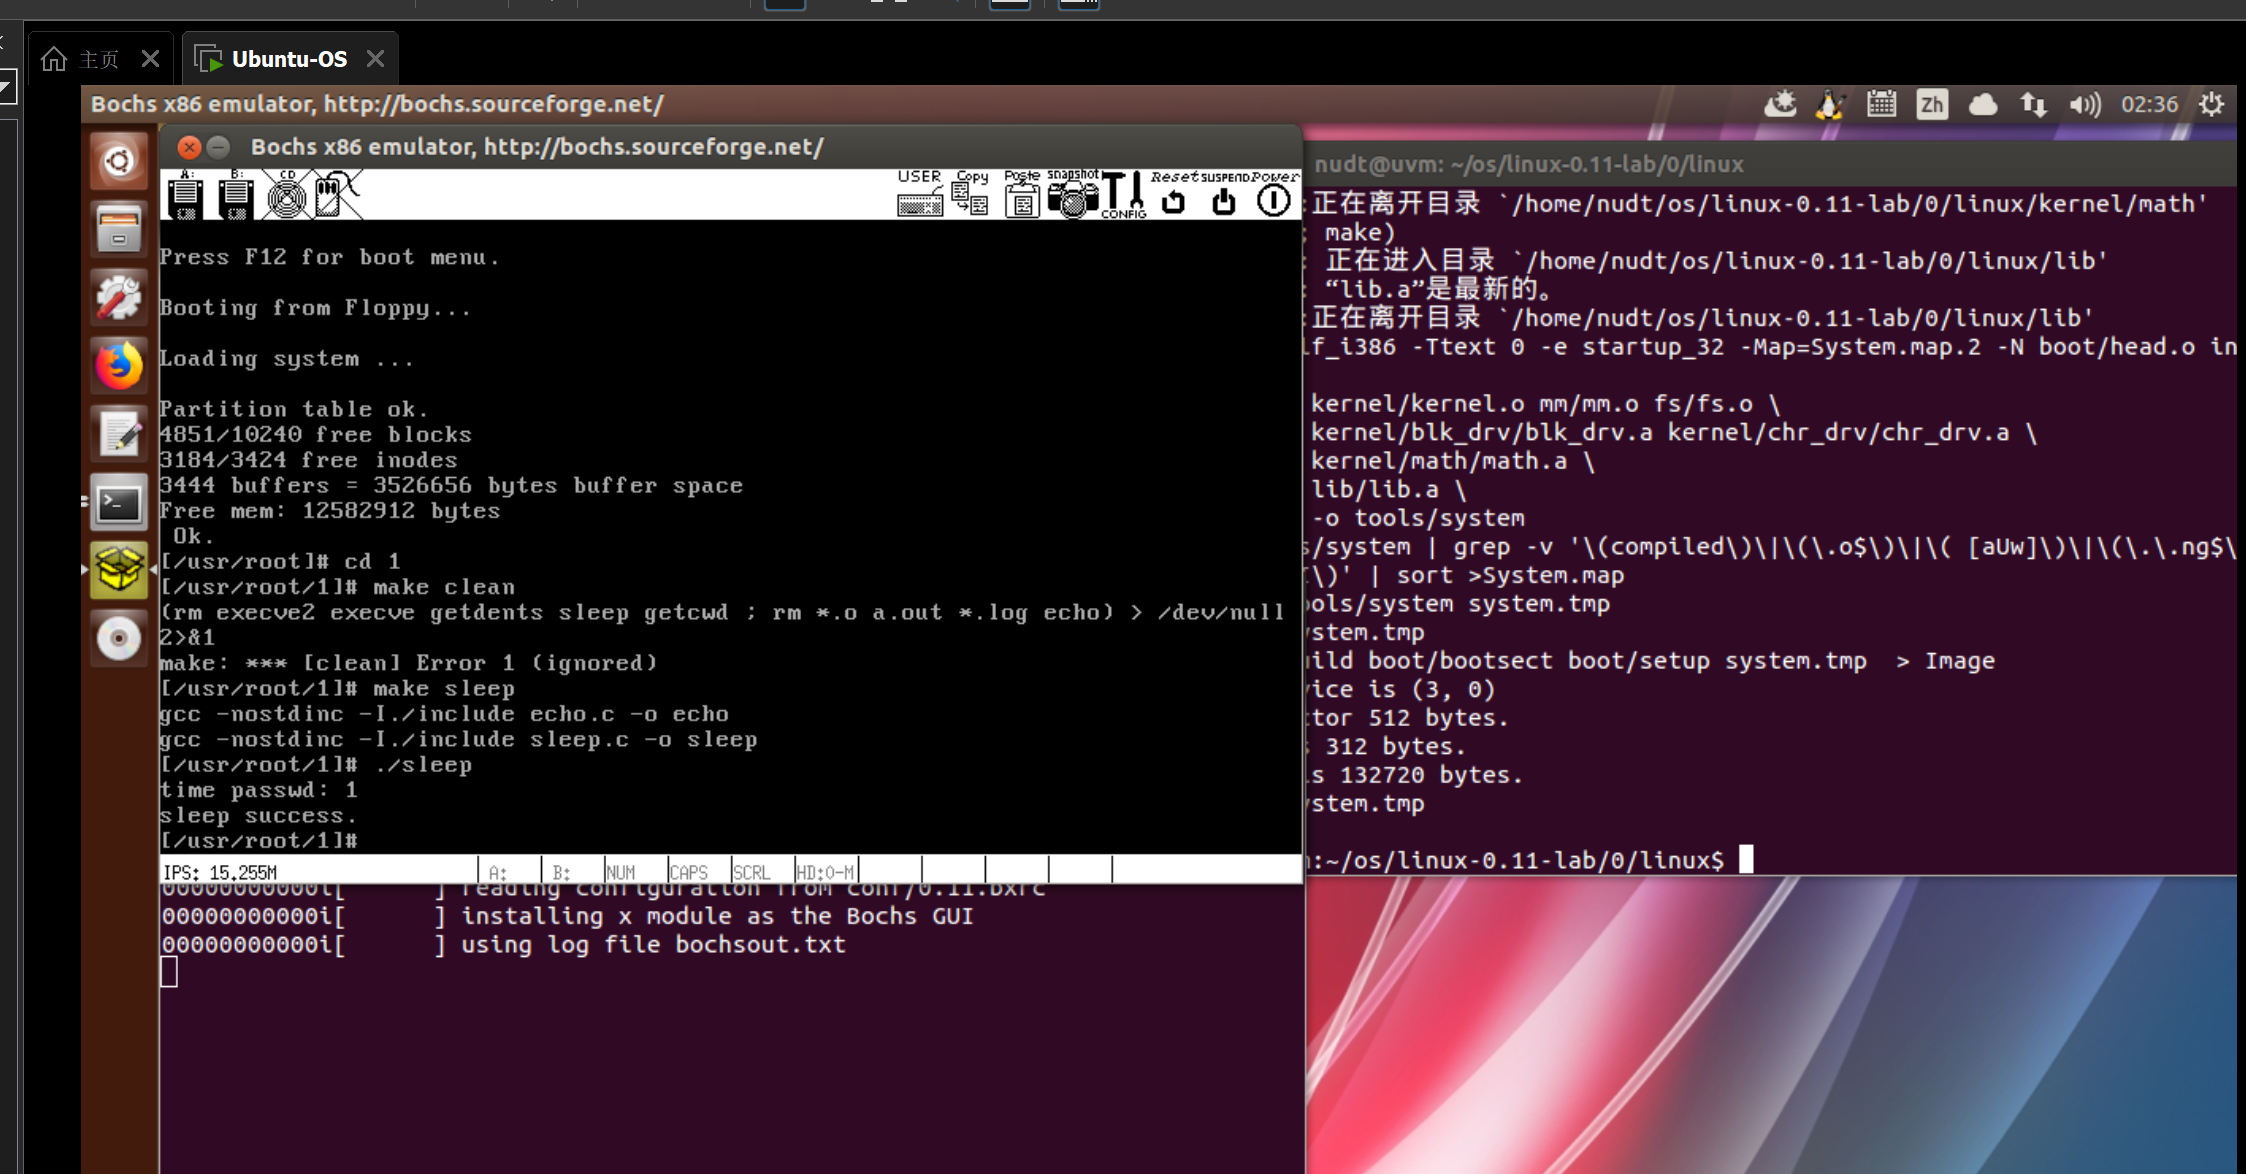 主页
Ubuntu-OS
Bochs x86 emulator, http://bochs.sourceforge.net/
Zh
02:36
Bochs x86 emulator, http://bochs.sourceforge.net/
A:
B:
CD
USER
Copy
Paste
snapshot
CONFIG
Reset
SUSPEND
Power
Press F12 for boot menu.
Booting from Floppy...
Loading system ...
Partition table ok.
4851/10240 free blocks
3184/3424 free inodes
3444 buffers = 3526656 bytes buffer space
Free mem: 12582912 bytes
Ok.
[/usr/root]# cd 1
[/usr/root/1]# make clean
(rm execve2 execve getdents sleep getcwd ; rm *.o a.out *.log echo) > /dev/null
2>&1
make: *** [clean] Error 1 (ignored)
[/usr/root/1]# make sleep
gcc -nostdinc -I./include echo.c -o echo
gcc -nostdinc -I./include sleep.c -o sleep
[/usr/root/1]# ./sleep
time passwd: 1
sleep success.
[/usr/root/1]#
IPS: 15.255M
A:
B:
NUM
CAPS
SCRL
HD:0-M
00000000000i[      ] reading configuration from conf/0.11.bxrc
00000000000i[      ] installing x module as the Bochs GUI
00000000000i[      ] using log file bochsout.txt
nudt@uvm: ~/os/linux-0.11-lab/0/linux
:正在离开目录 `/home/nudt/os/linux-0.11-lab/0/linux/kernel/math'
; make)
: 正在进入目录 `/home/nudt/os/linux-0.11-lab/0/linux/lib'
: “lib.a”是最新的。
:正在离开目录 `/home/nudt/os/linux-0.11-lab/0/linux/lib'
lf_i386 -Ttext 0 -e startup_32 -Map=System.map.2 -N boot/head.o in
kernel/kernel.o mm/mm.o fs/fs.o \
kernel/blk_drv/blk_drv.a kernel/chr_drv/chr_drv.a \
kernel/math/math.a \
lib/lib.a \
-o tools/system
s/system | grep -v '\(compiled\)\|\(\.o$\)\|\( [aUw]\)\|\(\.\.ng$\
\)' | sort >System.map
ools/system system.tmp
ystem.tmp
uild boot/bootsect boot/setup system.tmp  > Image
vice is (3, 0)
ctor 512 bytes.
s 312 bytes.
is 132720 bytes.
ystem.tmp
:~/os/linux-0.11-lab/0/linux$